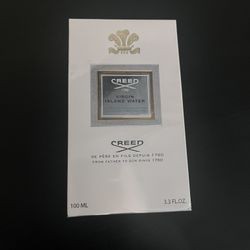 CREED
VIRGIN
ISLAND WATER
CREED
DE PÈRE EN FILS DEPUIS 1760
FROM FATHER TO SON SINCE 1760
100 ML
3.3 FL.OZ.